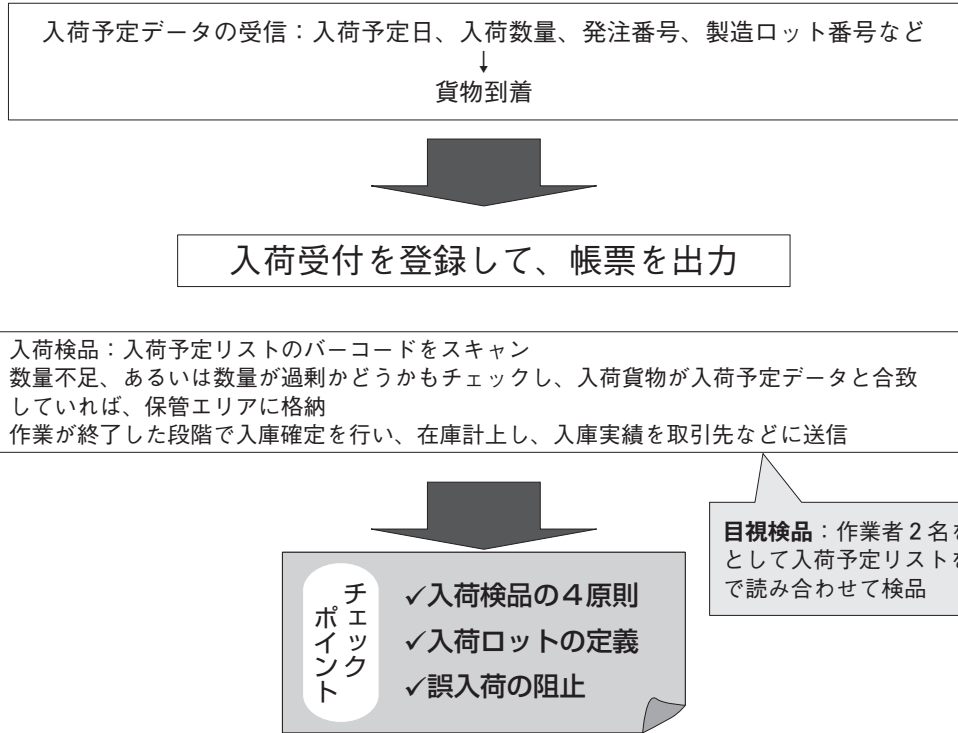 入荷予定データの受信：入荷予定日、入荷数量、発注番号、製造ロット番号など
↓
貨物到着
入荷受付を登録して、帳票を出力
入荷検品：入荷予定リストのバーコードをスキャン
数量不足、あるいは数量が過剰かどうかもチェックし、入荷貨物が入荷予定データと合致
していれば、保管エリアに格納
作業が終了した段階で入庫確定を行い、在庫計上し、入庫実績を取引先などに送信
目視検品：作業者２名を
として入荷予定リストを
で読み合わせて検品
チェック
ポイント
✓入荷検品の４原則
✓入荷ロットの定義
✓誤入荷の阻止